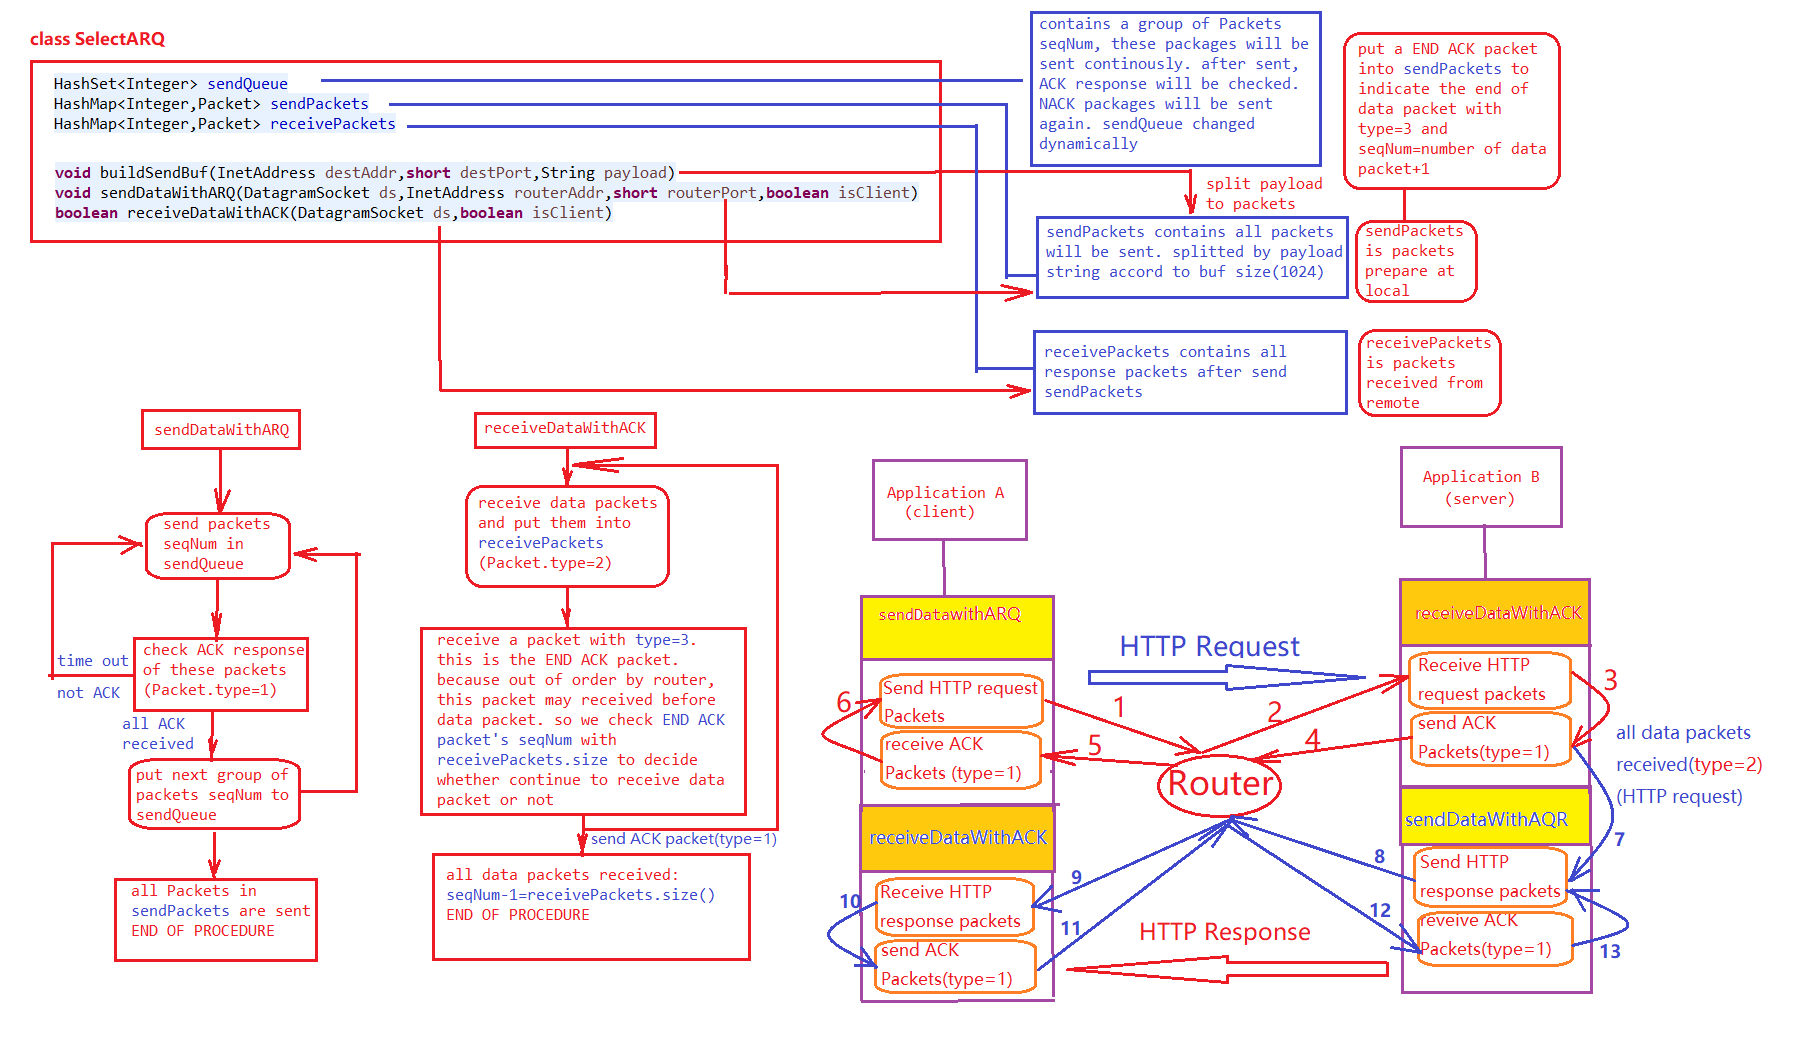 class SelectARQ
HashSet<Integer> sendQueue
HashMap<Integer,Packet> sendPackets
HashMap<Integer,Packet> receivePackets
void buildSendBuf(InetAddress destAddr,short destPort,String payload)
void sendDataWithARQ(DatagramSocket ds,InetAddress routerAddr,short routerPort,boolean isClient)
boolean receiveDataWithACK(DatagramSocket ds,boolean isClient)
contains a group of Packets
seqNum, these packages will be
sent continously. after sent,
ACK response will be checked.
NACK packages will be sent
again. sendQueue changed
dynamically
put a END ACK packet
into sendPackets to
indicate the end of
data packet with
type=3 and
seqNum=number of data
packet+1
split payload
to packets
sendPackets contains all packets
will be sent. splitted by payload
string accord to buf size(1024)
sendPackets
is packets
prepare at
local
receivePackets contains all
response packets after send
sendPackets
receivePackets
is packets
received from
remote
sendDataWithARQ
send packets
seqNum in
sendQueue
time out
not ACK
check ACK response
of these packets
(Packet.type=1)
all ACK
received
put next group of
packets seqNum to
sendQueue
all Packets in
sendPackets are sent
END OF PROCEDURE
receiveDataWithACK
receive data packets
and put them into
receivePackets
(Packet.type=2)
receive a packet with type=3.
this is the END ACK packet.
because out of order by router,
this packet may received before
data packet. so we check END ACK
packet's seqNum with
receivePackets.size to decide
whether continue to receive data
packet or not
send ACK packet(type=1)
all data packets received:
seqNum-1=receivePackets.size()
END OF PROCEDURE
Application A
(client)
sendDatawithARQ
Send HTTP request
Packets
receive ACK
Packets (type=1)
receiveDataWithACK
Receive HTTP
response packets
send ACK
Packets(type=1)
HTTP Request
1
2
3
4
5
6
Router
7
8
9
10
11
12
13
HTTP Response
Application B
(server)
receiveDataWithACK
Receive HTTP
request packets
send ACK
Packets(type=1)
all data packets
received(type=2)
(HTTP request)
sendDataWithAQR
Send HTTP
response packets
reveive ACK
Packets(type=1)